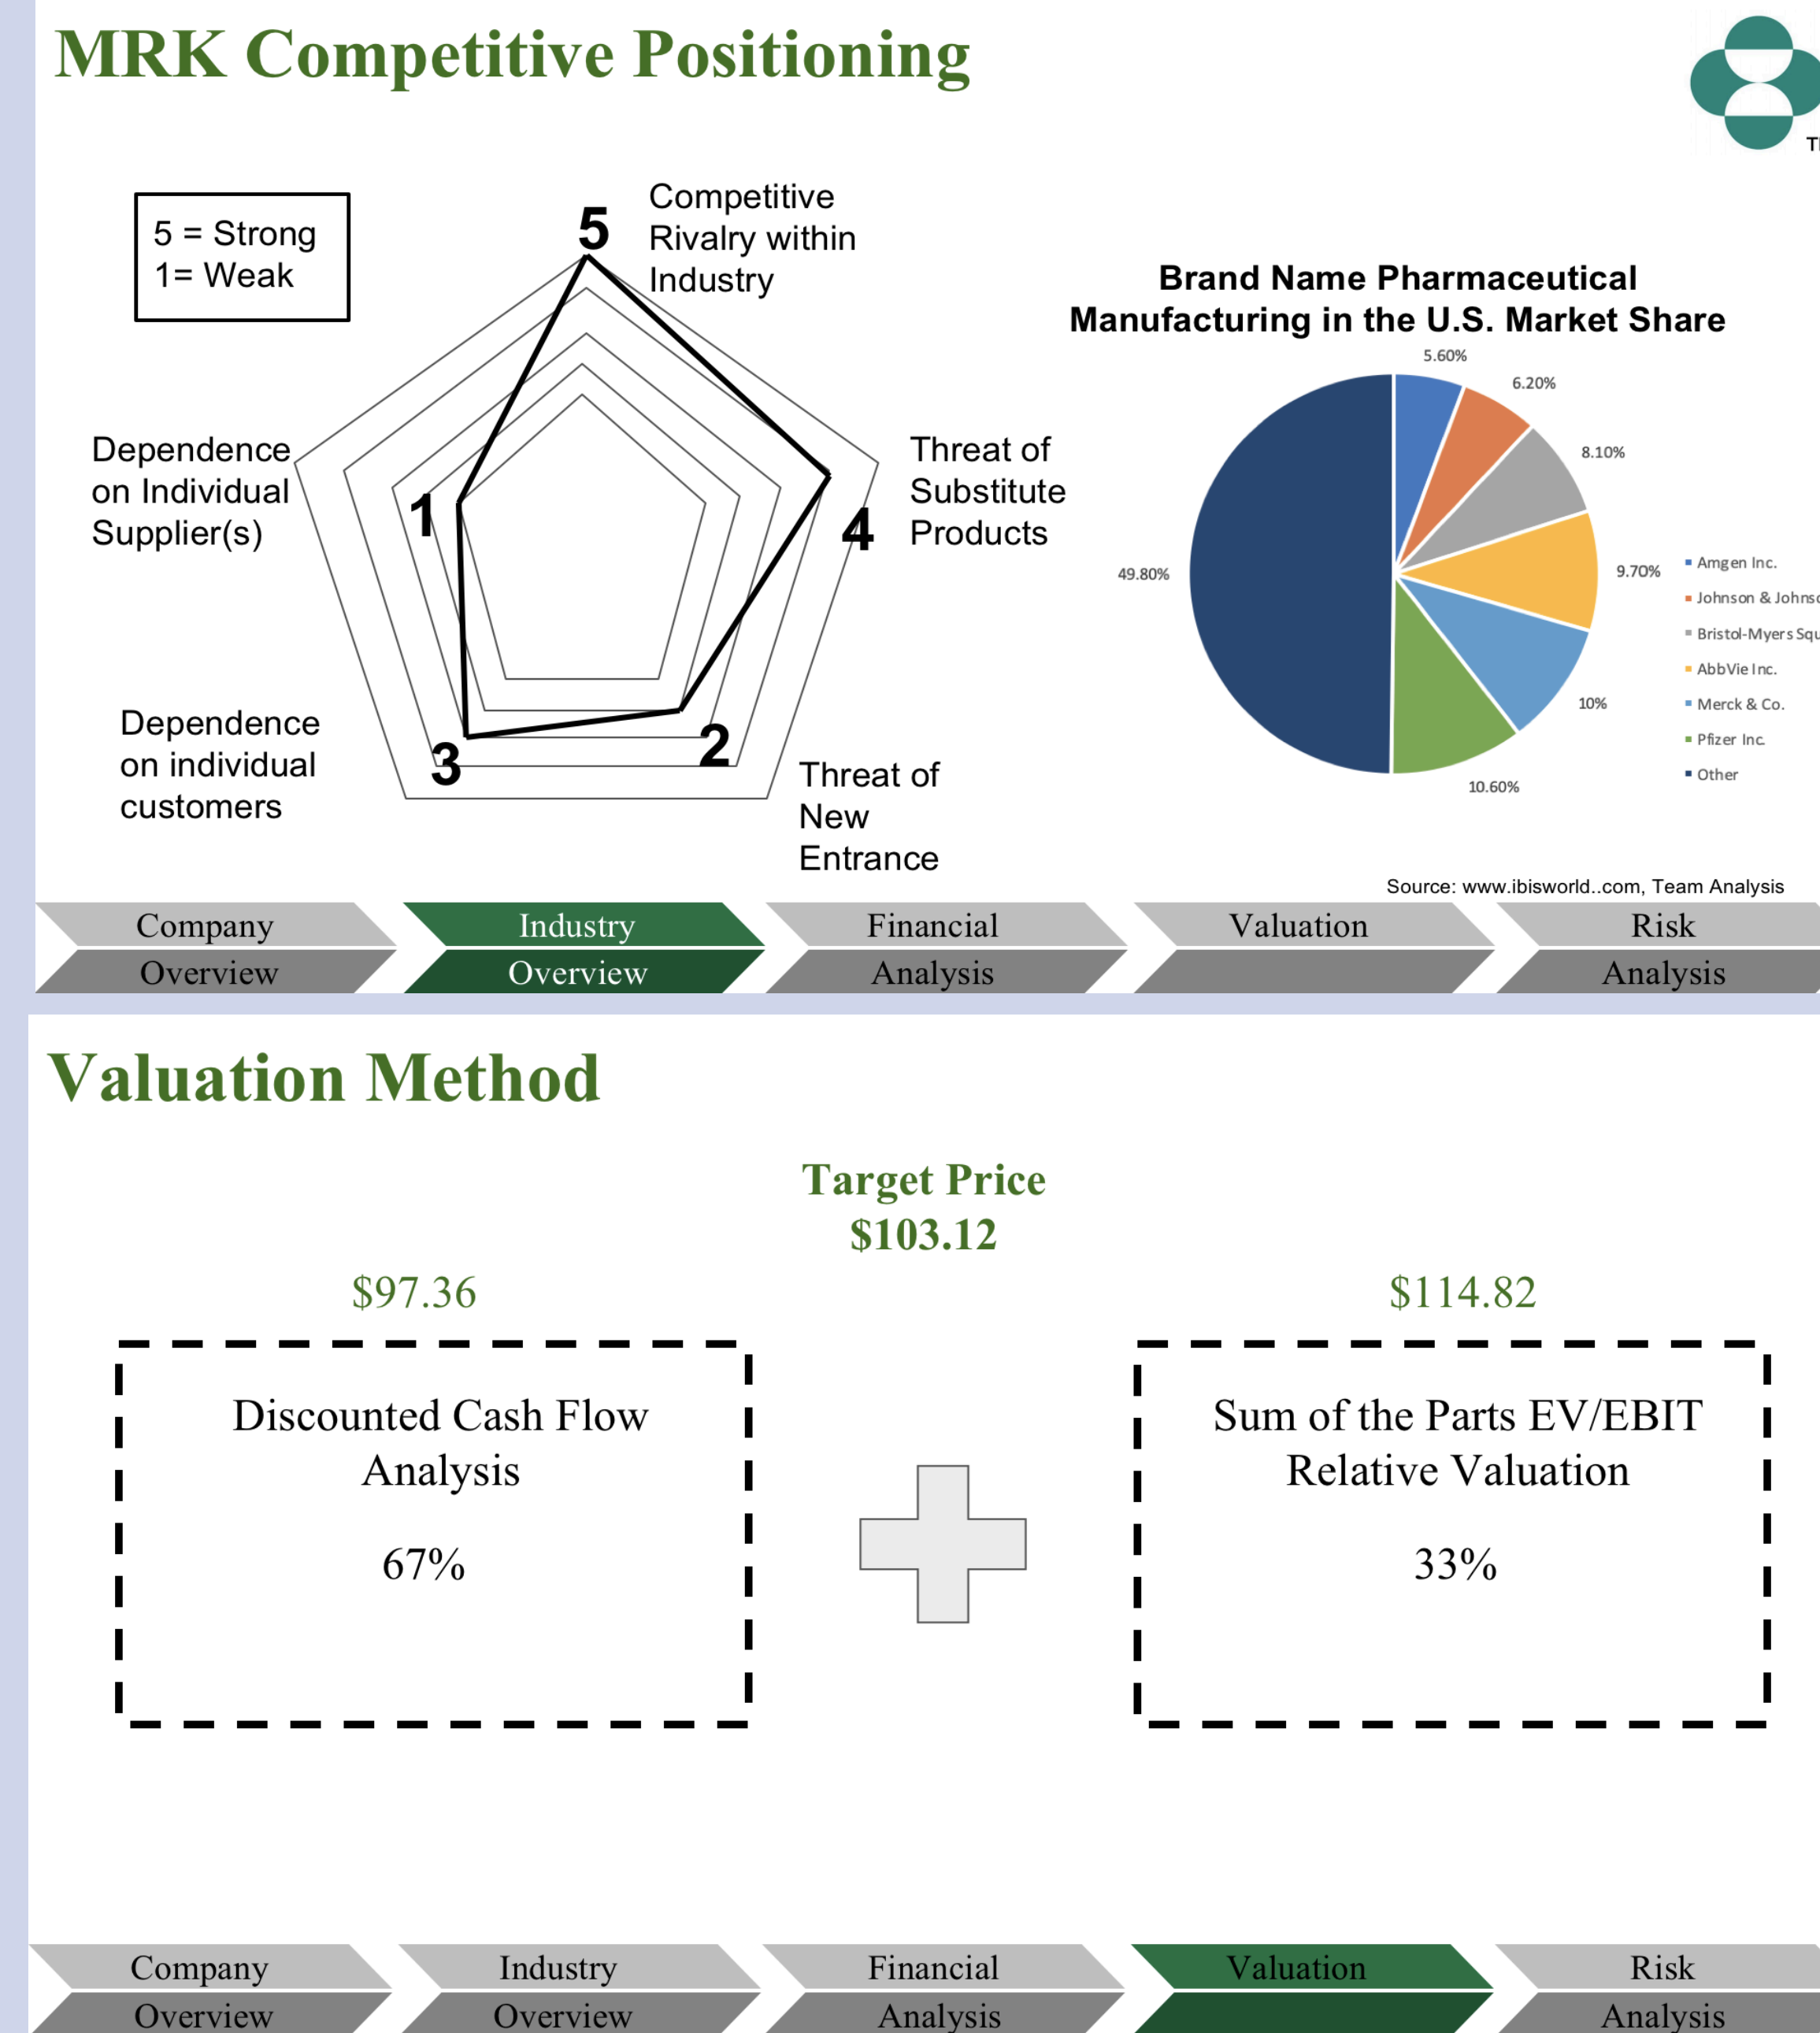 MRK Competitive Positioning
5 = Strong
1= Weak
5
Competitive
Rivalry within
Industry
Dependence
on Individual
Supplier(s)
1
Threat of
Substitute
Products
4
Dependence
on individual
customers
3
2
Threat of
New
Entrance
Brand Name Pharmaceutical
Manufacturing in the U.S. Market Share
5.60%
6.20%
8.10%
9.70%
10%
10.60%
49.80%
Amgen Inc.
Johnson & Johnso
Bristol-Myers Squ
AbbVie Inc.
Merck & Co.
Pfizer Inc.
Other
Source: www.ibisworld..com, Team Analysis
Company
Overview
Industry
Overview
Financial
Analysis
Valuation
Risk
Analysis
Valuation Method
Target Price
$103.12
$97.36
$114.82
Discounted Cash Flow
Analysis
67%
Sum of the Parts EV/EBIT
Relative Valuation
33%
Company
Overview
Industry
Overview
Financial
Analysis
Valuation
Risk
Analysis